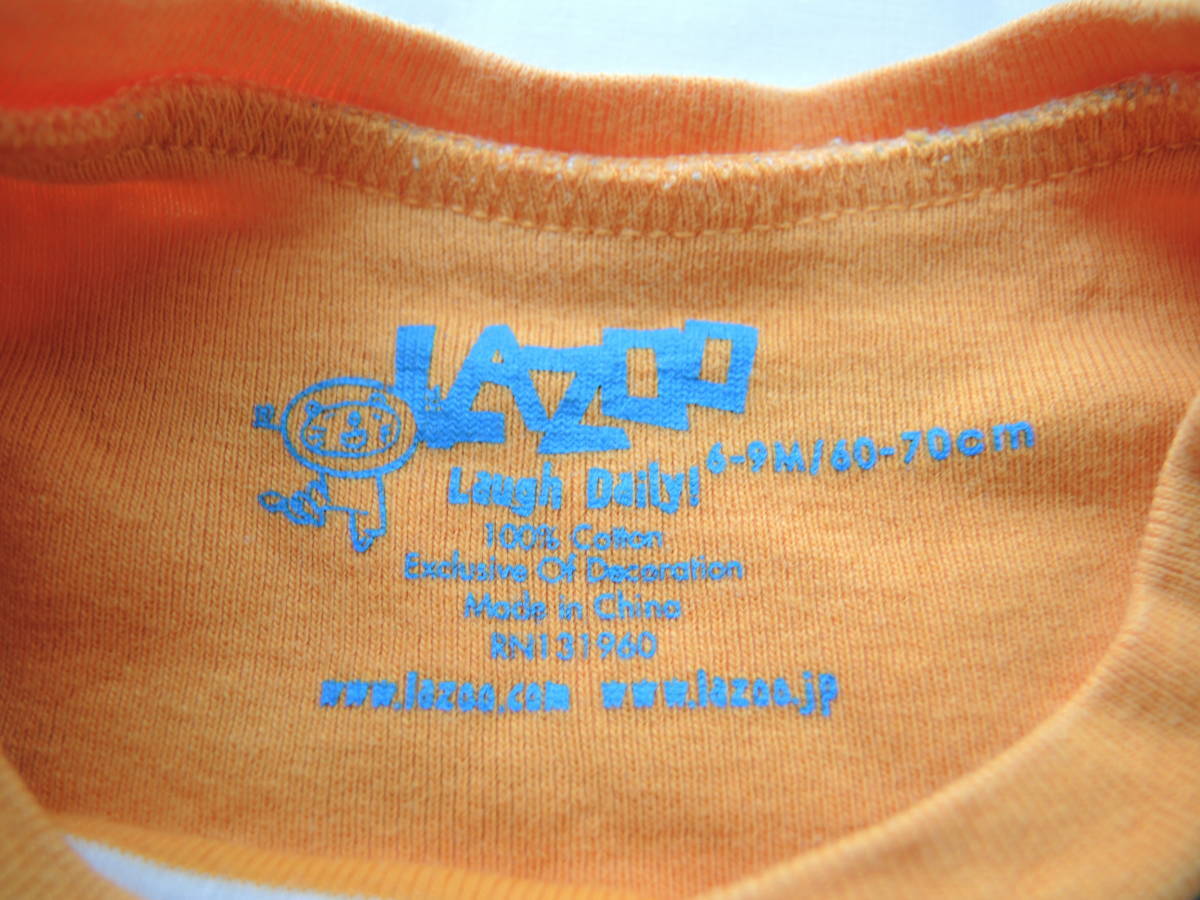 LAZOO
Laugh Daily!
6-9M/60-70cm
100% Cotton
Exclusive Of Decoration
Made in China
RN131960
www.lazoo.com www.lazoo.jp